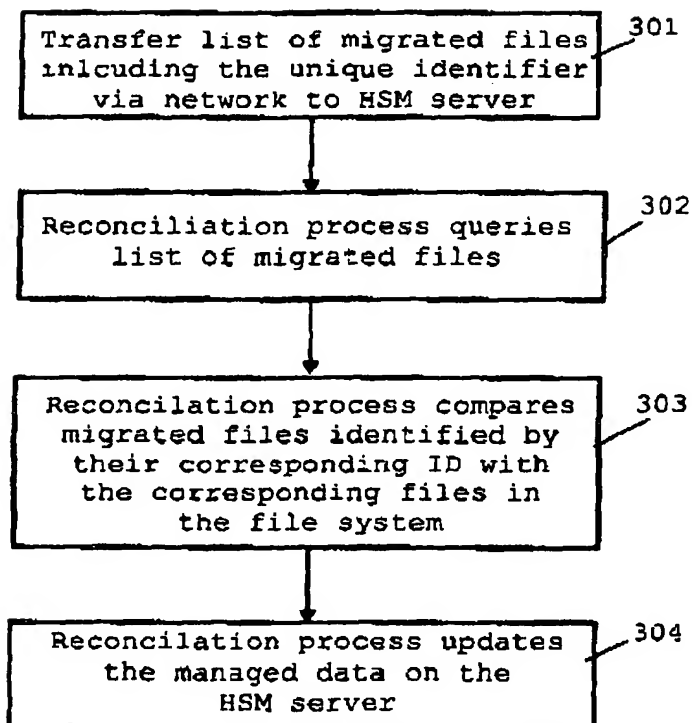 Transfer list of migrated files
inlcuding the unique identifier
via network to HSM server
301
Reconciliation process queries
list of migrated files
302
Reconcilation process compares
migrated files identified by
their corresponding ID with
the corresponding files in
the file system
303
Reconcilation process updates
the managed data on the
HSM server
304